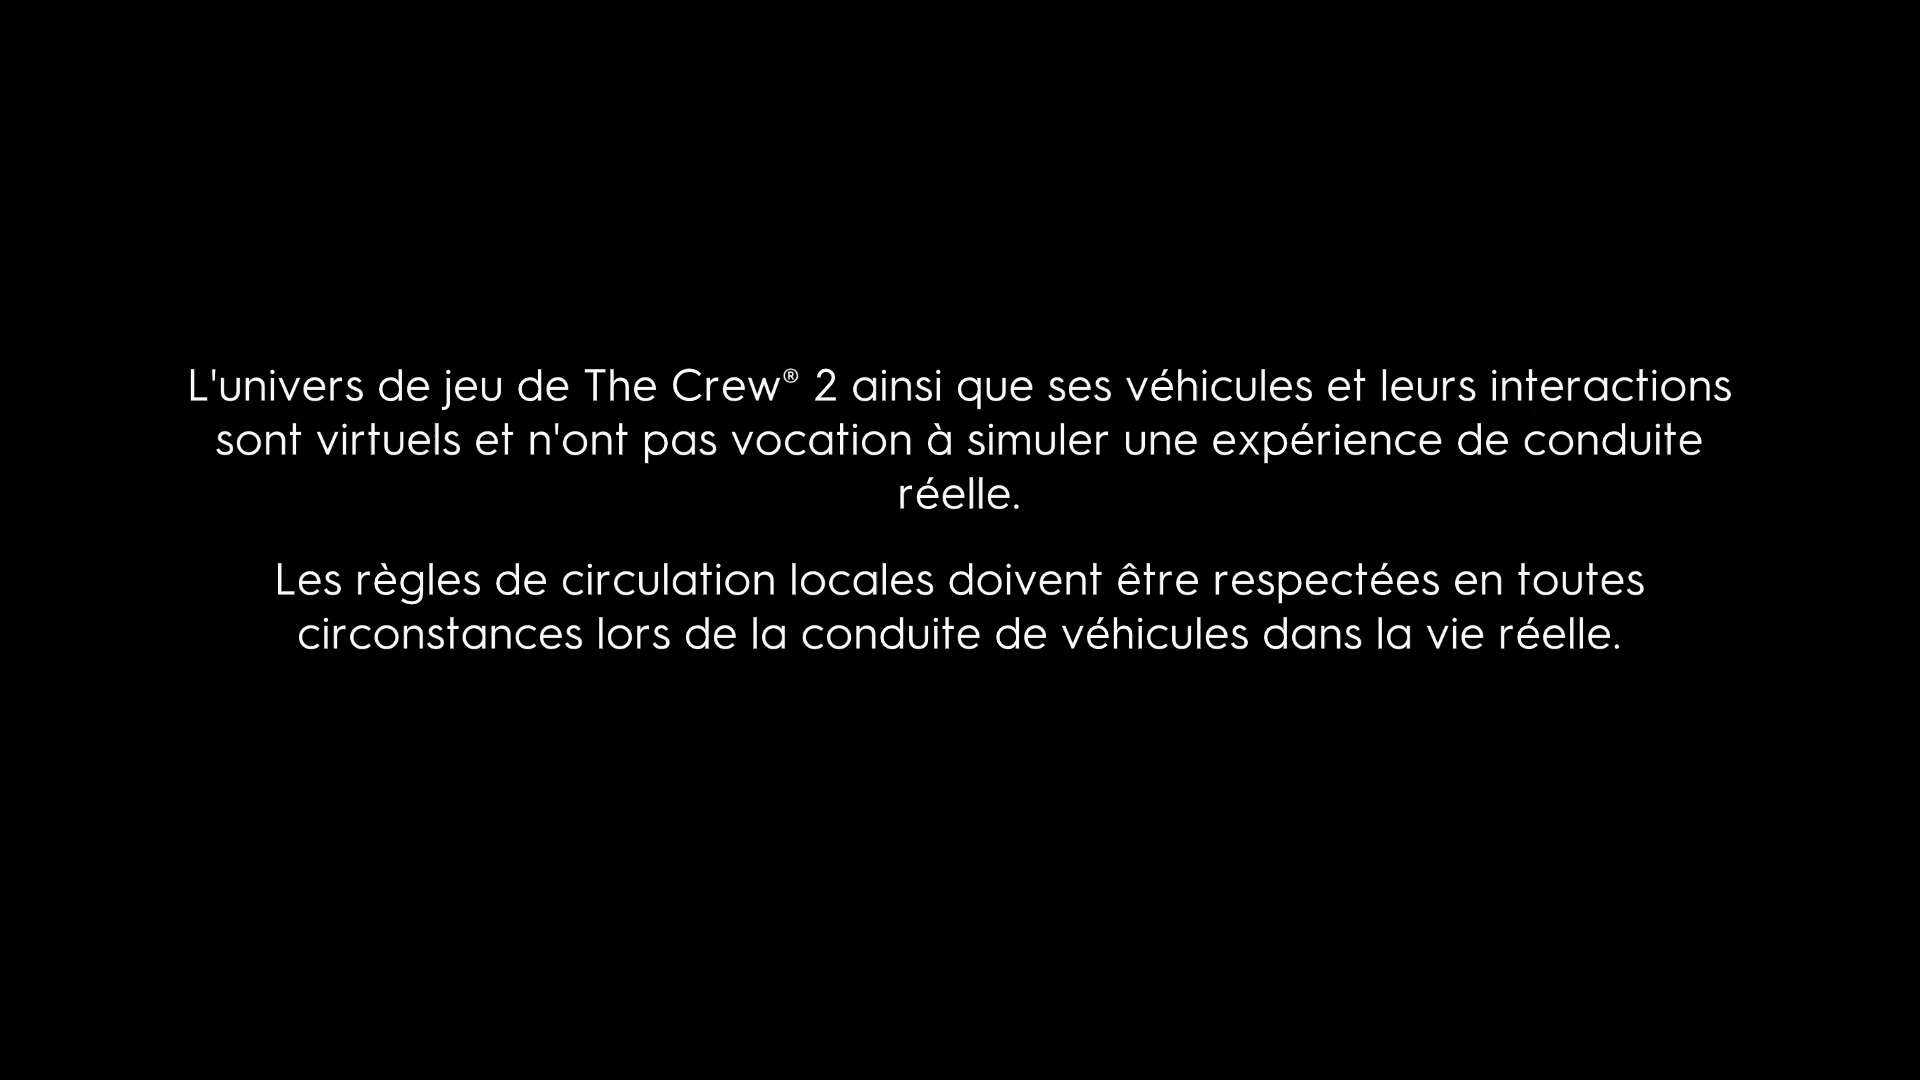 L'univers de jeu de The Crew® 2 ainsi que ses véhicules et leurs interactions
sont virtuels et n'ont pas vocation à simuler une expérience de conduite
réelle.
Les règles de circulation locales doivent être respectées en toutes
circonstances lors de la conduite de véhicules dans la vie réelle.